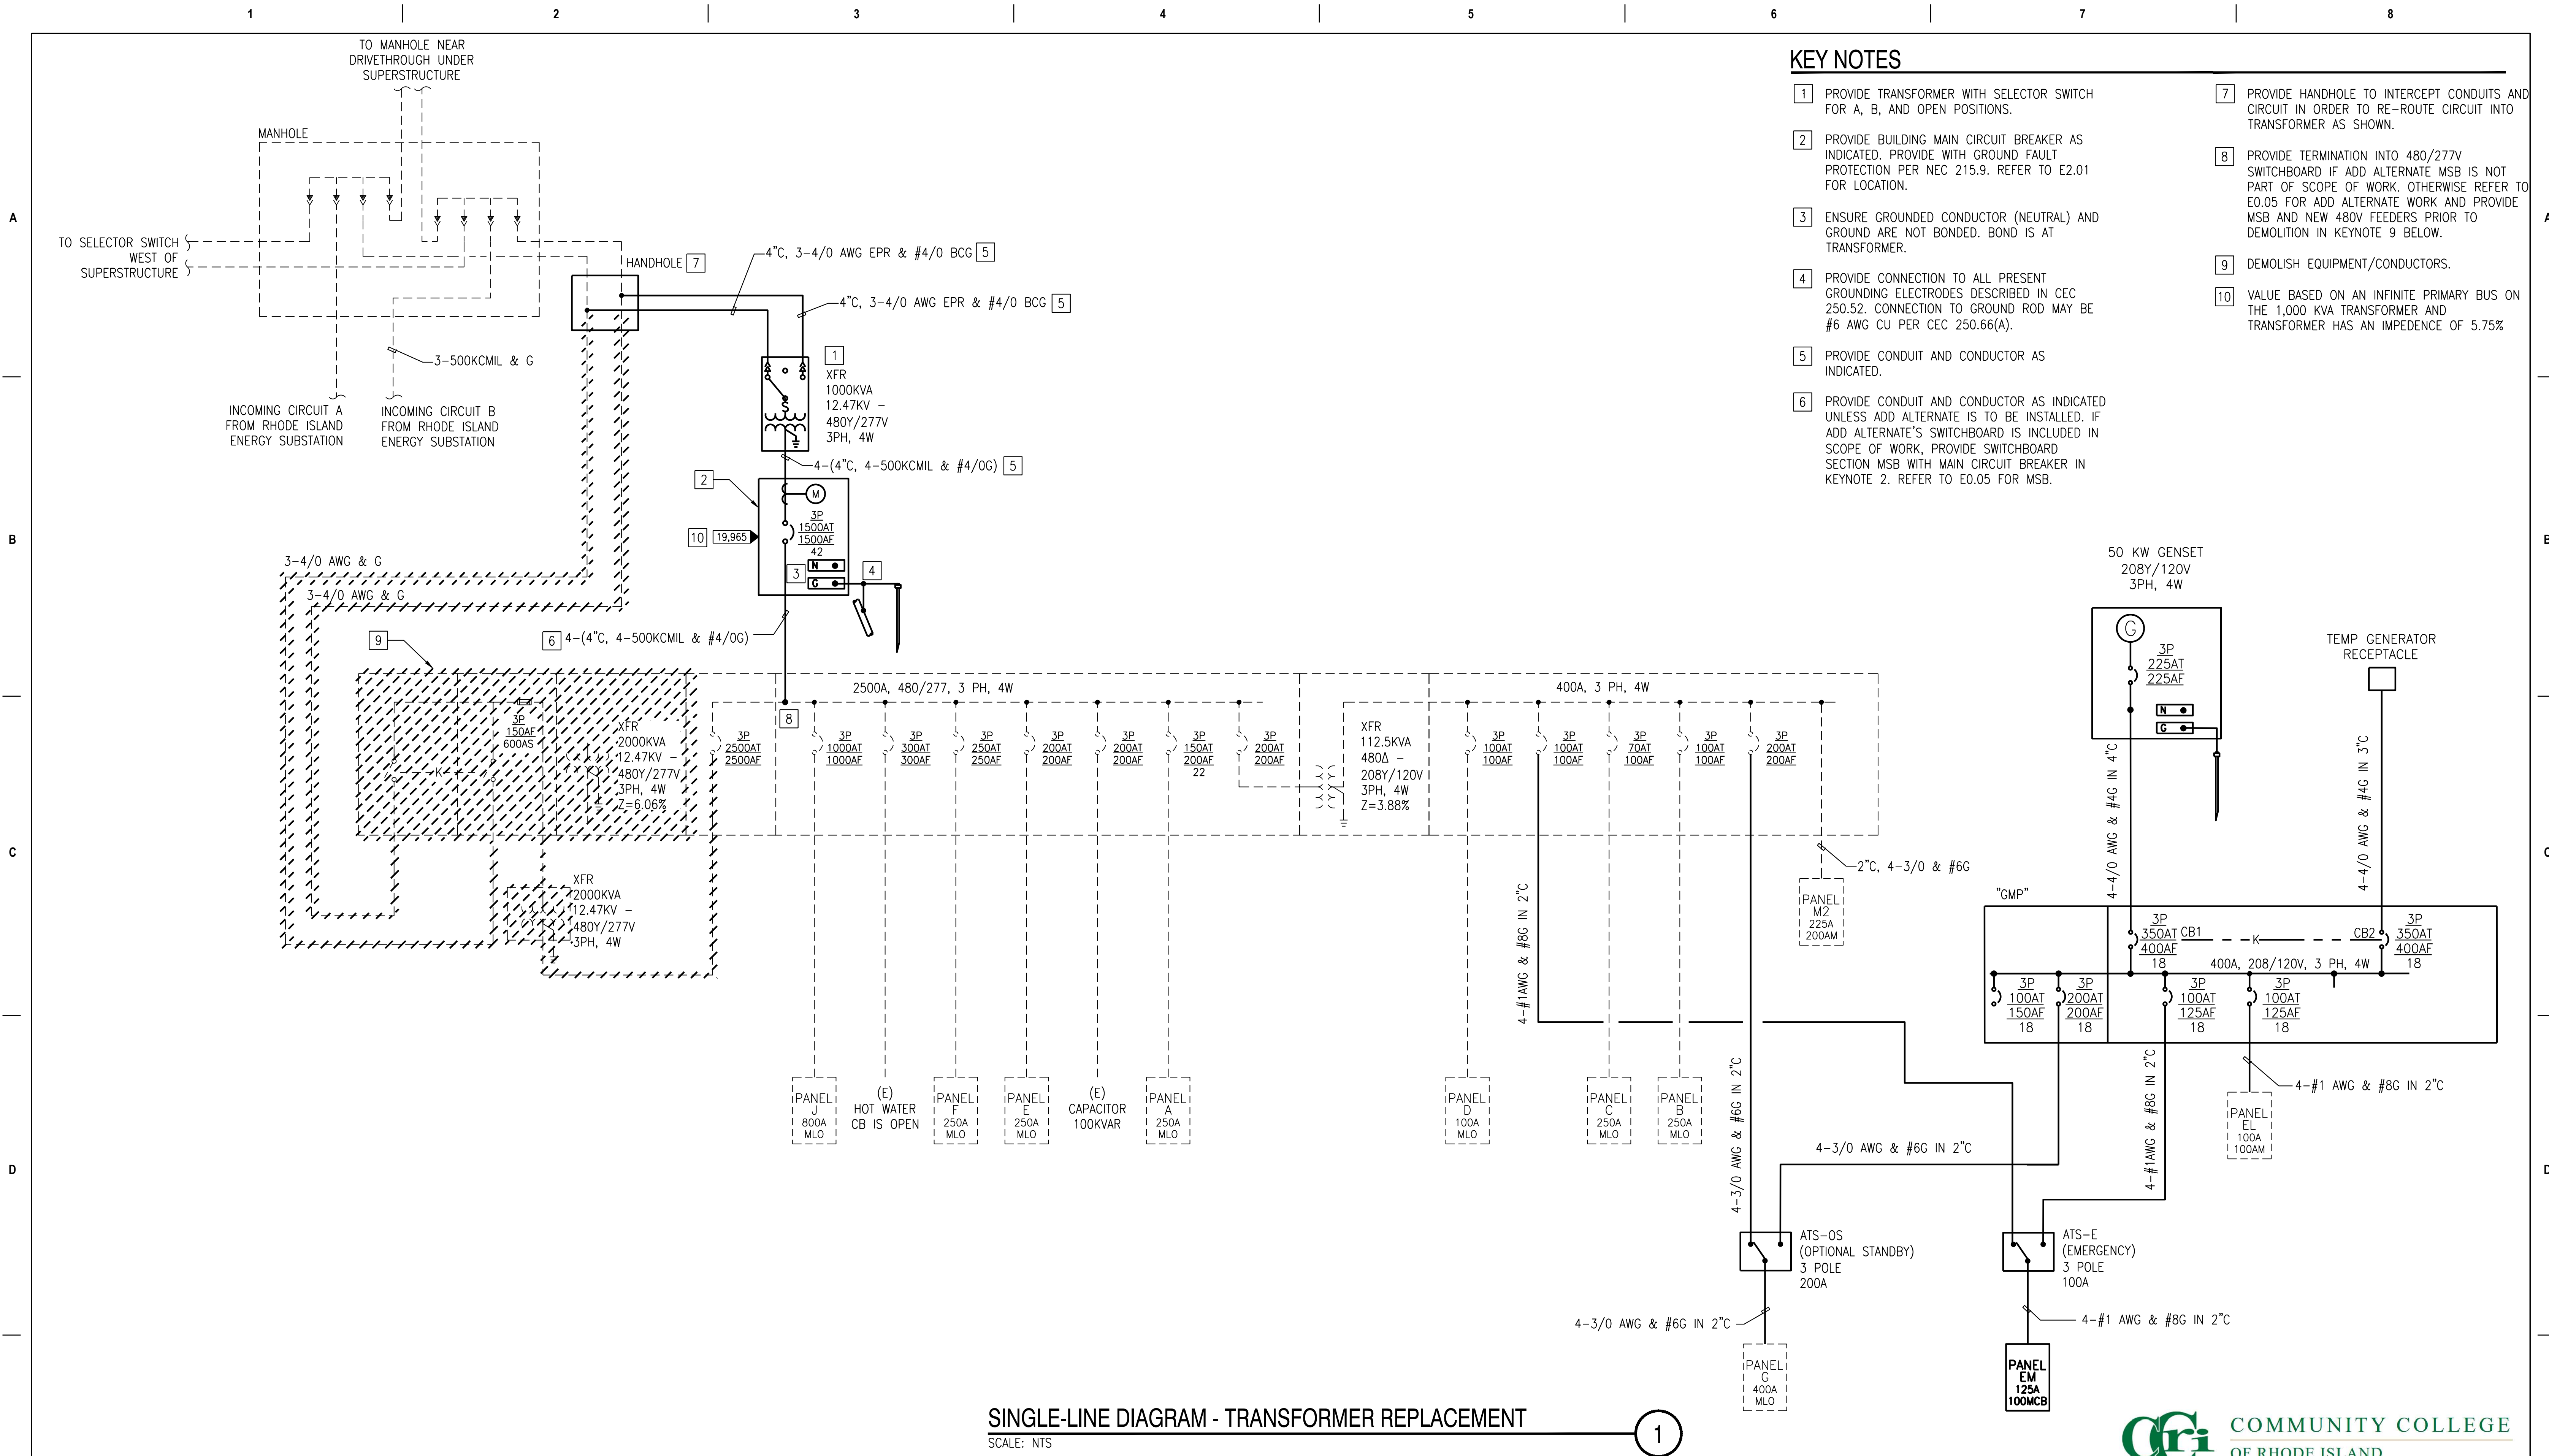 1
2
3
4
5
6
7
8
A
B
C
D
A
B
C
D
TO MANHOLE NEAR
DRIVETHROUGH UNDER
SUPERSTRUCTURE
MANHOLE
TO SELECTOR SWITCH
WEST OF
SUPERSTRUCTURE
HANDHOLE 7
4"C, 3-4/0 AWG EPR & #4/0 BCG 5
4"C, 3-4/0 AWG EPR & #4/0 BCG 5
3-500KCMIL & G
INCOMING CIRCUIT A
FROM RHODE ISLAND
ENERGY SUBSTATION
INCOMING CIRCUIT B
FROM RHODE ISLAND
ENERGY SUBSTATION
1
XFR
1000KVA
12.47KV -
480Y/277V
3PH, 4W
S
4-(4"C, 4-500KCMIL & #4/0G) 5
2
M
3P
1500AT
1500AF
42
10 19,965
N
3
G
4
3-4/0 AWG & G
3-4/0 AWG & G
9
6 4-(4"C, 4-500KCMIL & #4/0G)
KEY NOTES
1 PROVIDE TRANSFORMER WITH SELECTOR SWITCH
FOR A, B, AND OPEN POSITIONS.
2 PROVIDE BUILDING MAIN CIRCUIT BREAKER AS
INDICATED. PROVIDE WITH GROUND FAULT
PROTECTION PER NEC 215.9. REFER TO E2.01
FOR LOCATION.
3 ENSURE GROUNDED CONDUCTOR (NEUTRAL) AND
GROUND ARE NOT BONDED. BOND IS AT
TRANSFORMER.
4 PROVIDE CONNECTION TO ALL PRESENT
GROUNDING ELECTRODES DESCRIBED IN CEC
250.52. CONNECTION TO GROUND ROD MAY BE
#6 AWG CU PER CEC 250.66(A).
5 PROVIDE CONDUIT AND CONDUCTOR AS
INDICATED.
6 PROVIDE CONDUIT AND CONDUCTOR AS INDICATED
UNLESS ADD ALTERNATE IS TO BE INSTALLED. IF
ADD ALTERNATE'S SWITCHBOARD IS INCLUDED IN
SCOPE OF WORK, PROVIDE SWITCHBOARD
SECTION MSB WITH MAIN CIRCUIT BREAKER IN
KEYNOTE 2. REFER TO E0.05 FOR MSB.
7 PROVIDE HANDHOLE TO INTERCEPT CONDUITS AND
CIRCUIT IN ORDER TO RE-ROUTE CIRCUIT INTO
TRANSFORMER AS SHOWN.
8 PROVIDE TERMINATION INTO 480/277V
SWITCHBOARD IF ADD ALTERNATE MSB IS NOT
PART OF SCOPE OF WORK. OTHERWISE REFER TO
E0.05 FOR ADD ALTERNATE WORK AND PROVIDE
MSB AND NEW 480V FEEDERS PRIOR TO
DEMOLITION IN KEYNOTE 9 BELOW.
9 DEMOLISH EQUIPMENT/CONDUCTORS.
10 VALUE BASED ON AN INFINITE PRIMARY BUS ON
THE 1,000 KVA TRANSFORMER AND
TRANSFORMER HAS AN IMPEDENCE OF 5.75%
K
3P
150AF
600AS
XFR
2000KVA
12.47KV -
480Y/277V
3PH, 4W
Z=6.06%
XFR
2000KVA
12.47KV -
480Y/277V
3PH, 4W
2500A, 480/277, 3 PH, 4W
8
3P
2500AT
2500AF
3P
1000AT
1000AF
3P
300AT
300AF
3P
250AT
250AF
3P
200AT
200AF
3P
200AT
200AF
3P
150AT
200AF
22
3P
200AT
200AF
XFR
112.5KVA
480Δ -
208Y/120V
3PH, 4W
Z=3.88%
400A, 3 PH, 4W
3P
100AT
100AF
3P
100AT
100AF
3P
70AT
100AF
3P
100AT
100AF
3P
200AT
200AF
2"C, 4-3/0 & #6G
PANEL
M2
225A
200AM
4-#1AWG & #8G IN 2"C
PANEL
J
800A
MLO
(E)
HOT WATER
CB IS OPEN
PANEL
F
250A
MLO
PANEL
E
250A
MLO
(E)
CAPACITOR
100KVAR
PANEL
A
250A
MLO
PANEL
D
100A
MLO
PANEL
C
250A
MLO
PANEL
B
250A
MLO
4-3/0 AWG & #6G IN 2"C
50 KW GENSET
208Y/120V
3PH, 4W
G
3P
225AT
225AF
N
G
TEMP GENERATOR
RECEPTACLE
4-4/0 AWG & #4G IN 4"C
4-4/0 AWG & #4G IN 3"C
"GMP"
3P
350AT
400AF
18
CB1
K
CB2
3P
350AT
400AF
18
400A, 208/120V, 3 PH, 4W
3P
100AT
150AF
18
3P
200AT
200AF
18
3P
100AT
125AF
18
3P
100AT
125AF
18
4-#1AWG & #8G IN 2"C
4-#1 AWG & #8G IN 2"C
PANEL
EL
100A
100AM
4-3/0 AWG & #6G IN 2"C
ATS-OS
(OPTIONAL STANDBY)
3 POLE
200A
ATS-E
(EMERGENCY)
3 POLE
100A
4-3/0 AWG & #6G IN 2"C
4-#1 AWG & #8G IN 2"C
PANEL
G
400A
MLO
PANEL
EM
125A
100MCB
SINGLE-LINE DIAGRAM - TRANSFORMER REPLACEMENT
1
SCALE: NTS
CCri
COMMUNITY COLLEGE
OF RHODE ISLAND